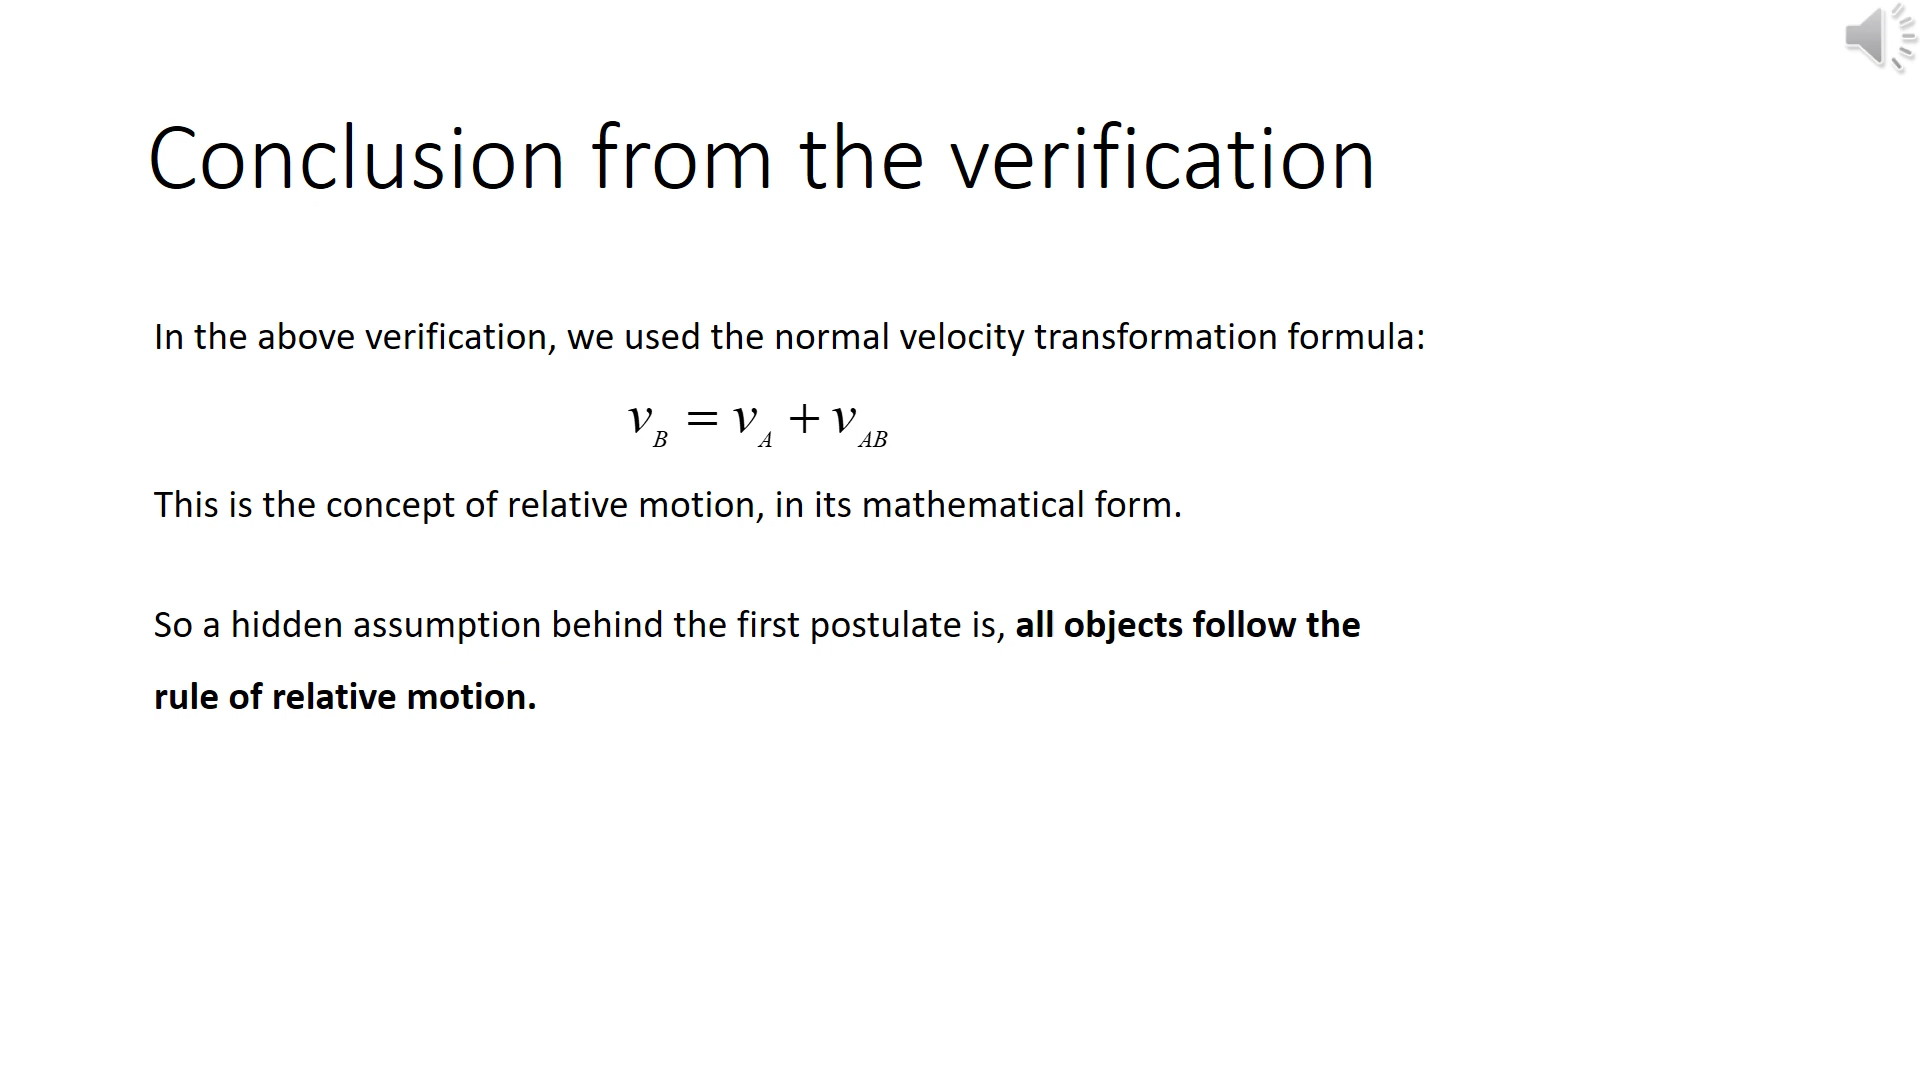 Conclusion from the verification
In the above verification, we used the normal velocity transformation formula:
v_B = v_A + v_AB
This is the concept of relative motion, in its mathematical form.
So a hidden assumption behind the first postulate is, all objects follow the
rule of relative motion.